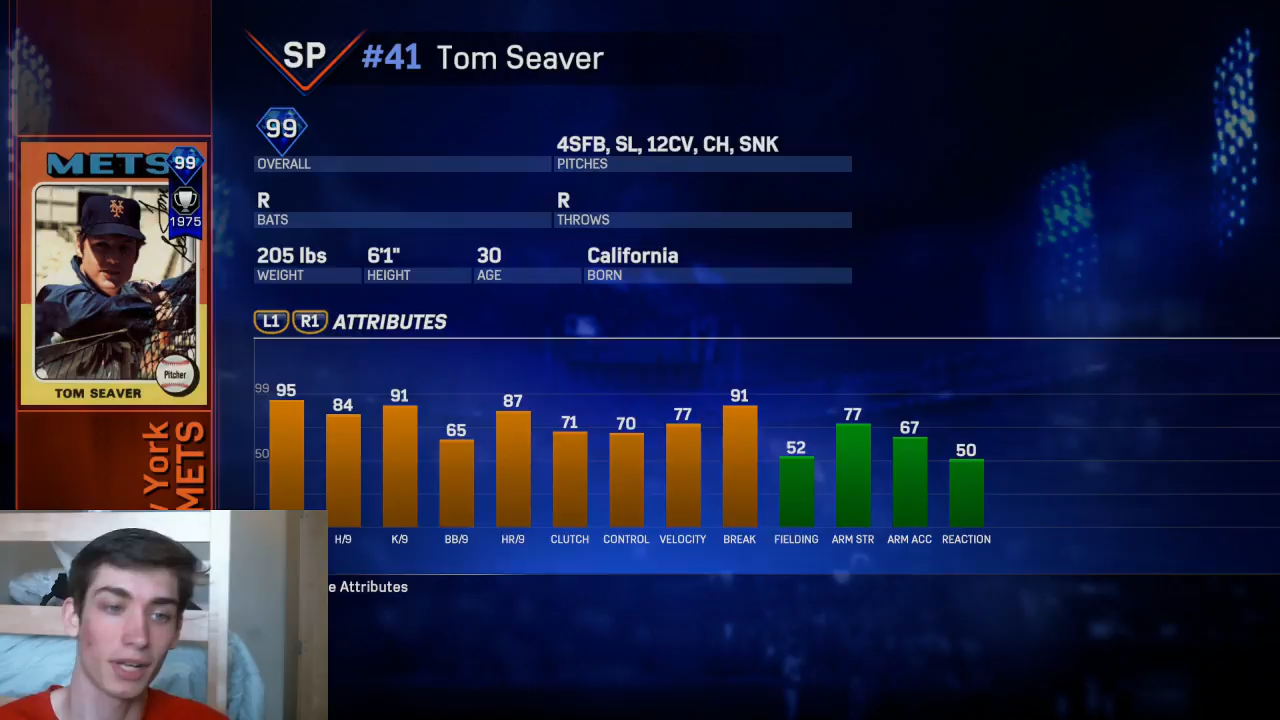 SP #41 Tom Seaver
99
OVERALL
4SFB, SL, 12CV, CH, SNK
PITCHES
R
BATS
R
THROWS
205 lbs
WEIGHT
6'1"
HEIGHT
30
AGE
California
BORN
METS
99
1975
Pitcher
TOM SEAVER
York
METS
L1 R1 ATTRIBUTES
99
50
95 84 91 65 87 71 70 77 91 52 77 67 50
H/9 K/9 BB/9 HR/9 CLUTCH CONTROL VELOCITY BREAK FIELDING ARM STR ARM ACC REACTION
e Attributes